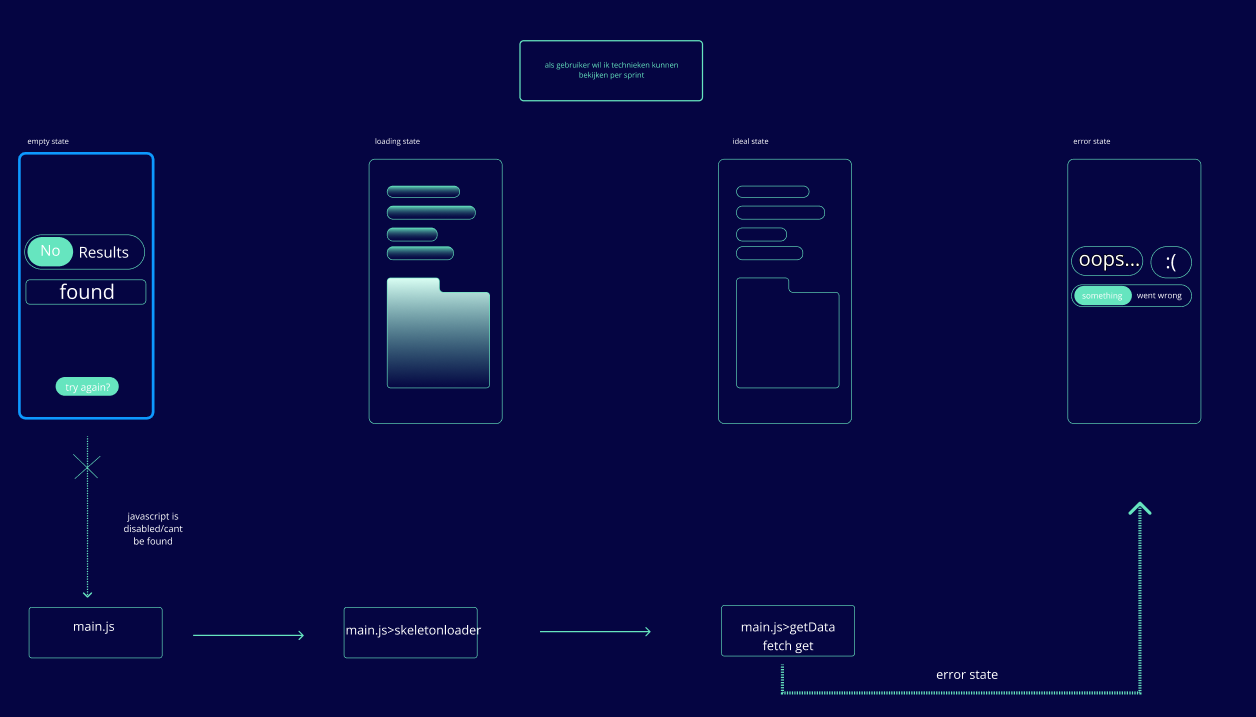 als gebruiker wil ik technieken kunnen
bekijken per sprint
empty state
loading state
ideal state
error state
No Results
found
try again?
oops... :(
something went wrong
javascript is
disabled/cant
be found
main.js
main.js>skeletonloader
main.js>getData
fetch get
error state